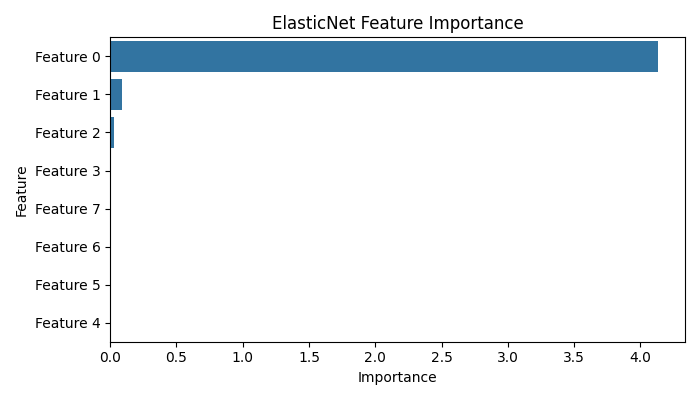 ElasticNet Feature Importance
Feature
Feature 0
Feature 1
Feature 2
Feature 3
Feature 7
Feature 6
Feature 5
Feature 4
0.0 0.5 1.0 1.5 2.0 2.5 3.0 3.5 4.0
Importance